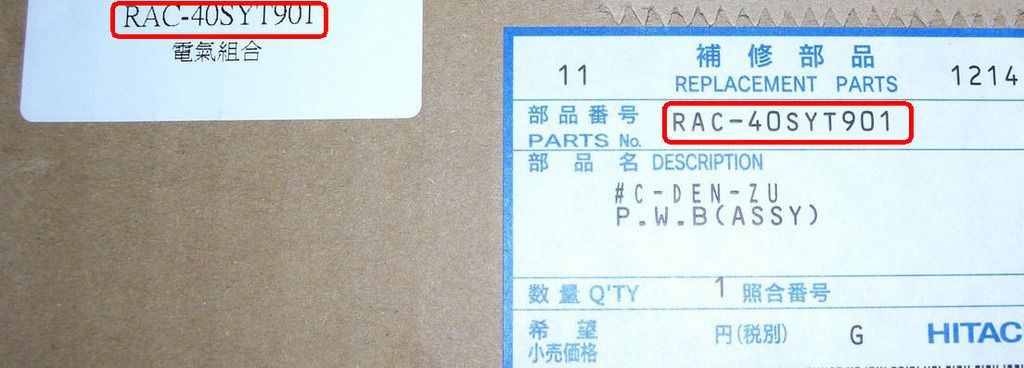 RAC-40SYT901
電氣組合
補修部品
11 REPLACEMENT PARTS 1214
部品番号
PARTS No. RAC-40SYT901
部品名 DESCRIPTION
#C-DEN-ZU
P.W.B(ASSY)
数量 Q'TY 1 照合番号
希望
小売価格 円(税別) G HITAC